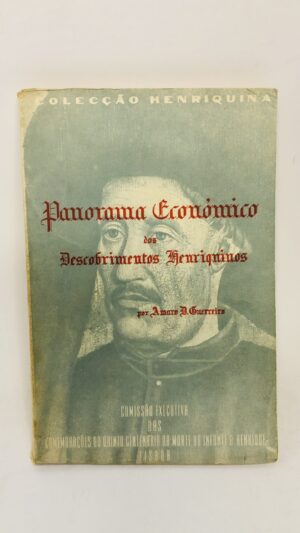 COLECÇÃO HENRIQUINA
Panorama Económico
dos
Descobrimentos Henriquinos
por Amaro D. Guerreiro
COMISSÃO EXECUTIVA
DAS
COMEMORAÇÕES DO QUINTO CENTENÁRIO DA MORTE DO INFANTE D. HENRIQUE
LISBOA